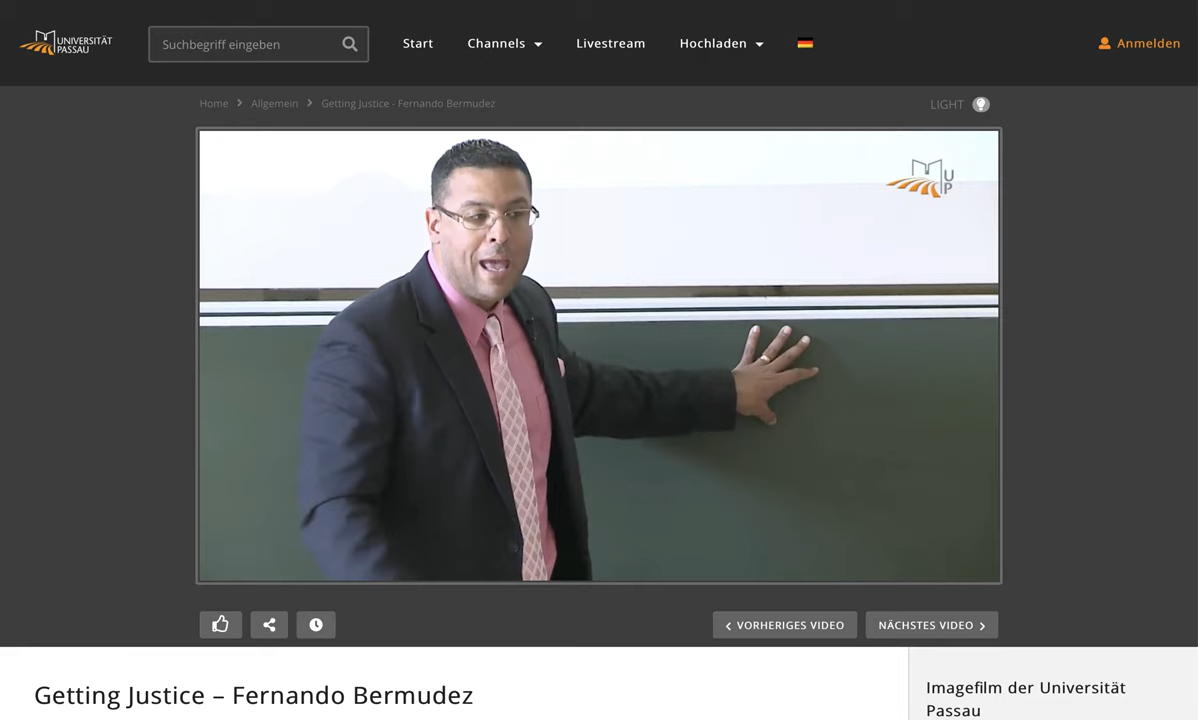 UNIVERSITÄT
PASSAU
Suchbegriff eingeben
Start
Channels
Livestream
Hochladen
Anmelden
Home > Allgemein > Getting Justice - Fernando Bermudez
LIGHT
U
P
VORHERIGES VIDEO
NÄCHSTES VIDEO
Getting Justice – Fernando Bermudez
Imagefilm der Universität
Passau